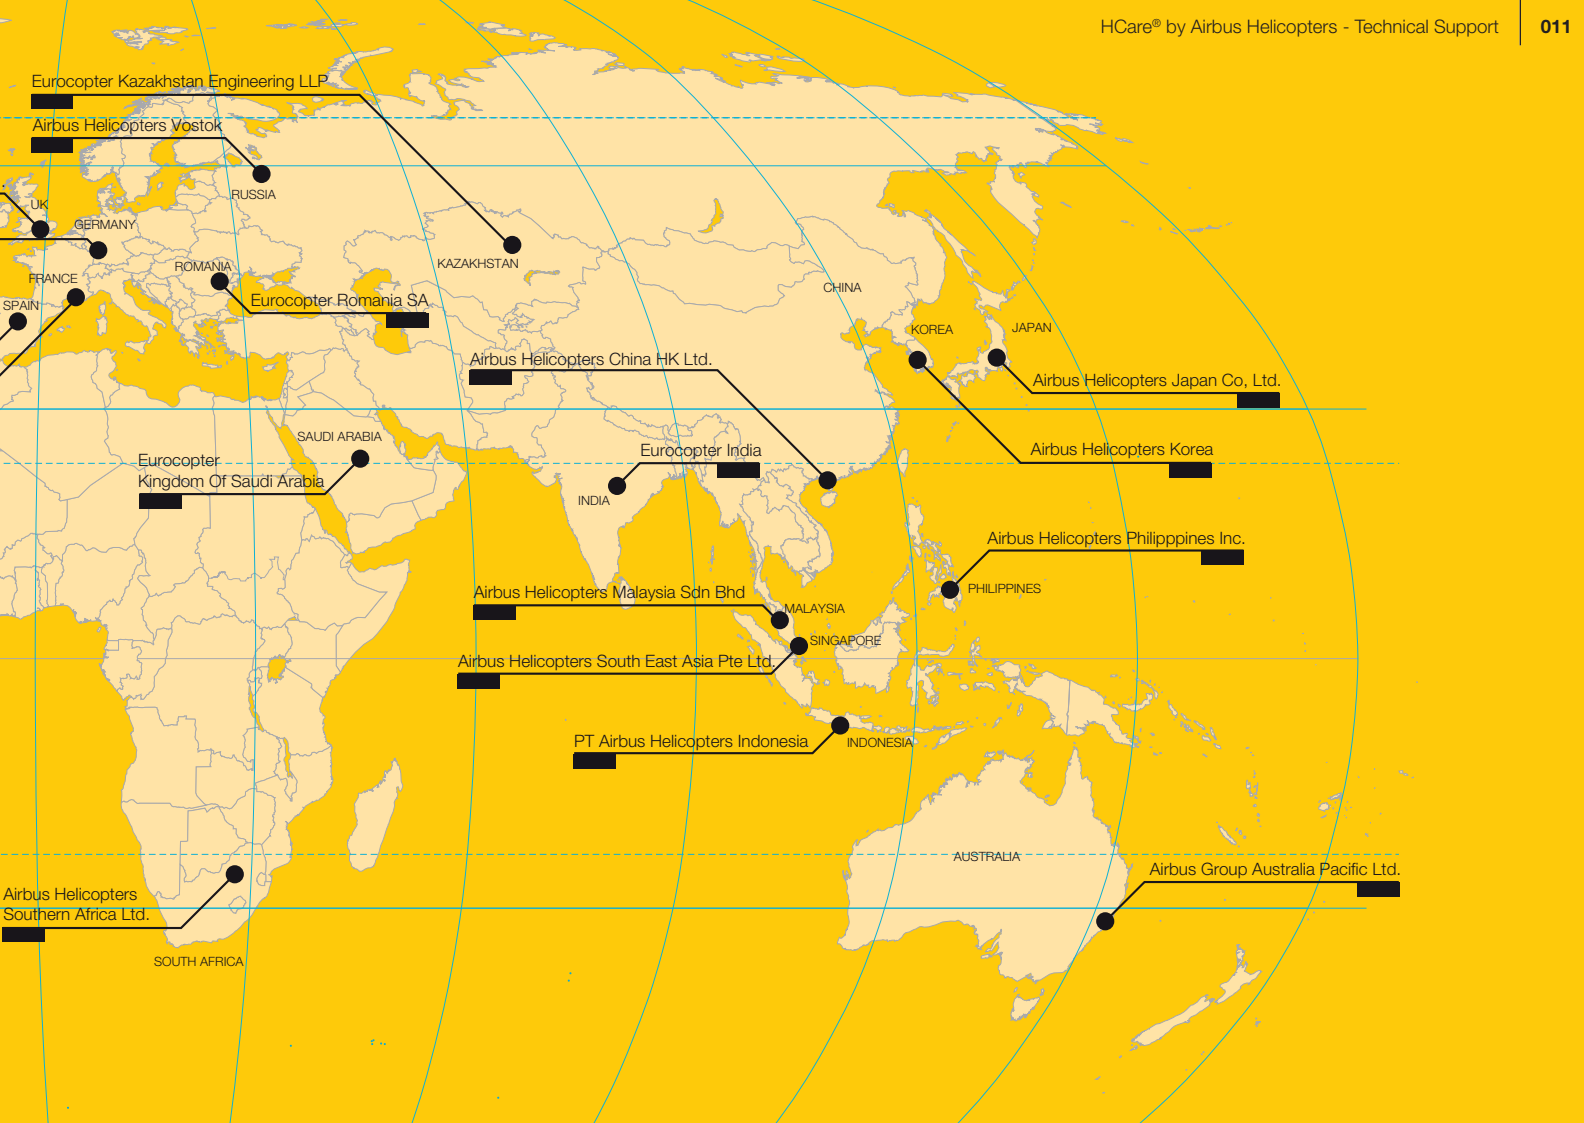 HCare® by Airbus Helicopters - Technical Support 011
Eurocopter Kazakhstan Engineering LLP
Airbus Helicopters Vostok
RUSSIA
UK
GERMANY
KAZAKHSTAN
ROMANIA
FRANCE
CHINA
Eurocopter Romania SA
SPAIN
KOREA
JAPAN
Airbus Helicopters China HK Ltd.
Airbus Helicopters Japan Co, Ltd.
SAUDI ARABIA
Eurocopter India
Airbus Helicopters Korea
Eurocopter
Kingdom Of Saudi Arabia
INDIA
Airbus Helicopters Philipppines Inc.
PHILIPPINES
Airbus Helicopters Malaysia Sdn Bhd
MALAYSIA
SINGAPORE
Airbus Helicopters South East Asia Pte Ltd.
PT Airbus Helicopters Indonesia
INDONESIA
AUSTRALIA
Airbus Group Australia Pacific Ltd.
Airbus Helicopters
Southern Africa Ltd.
SOUTH AFRICA